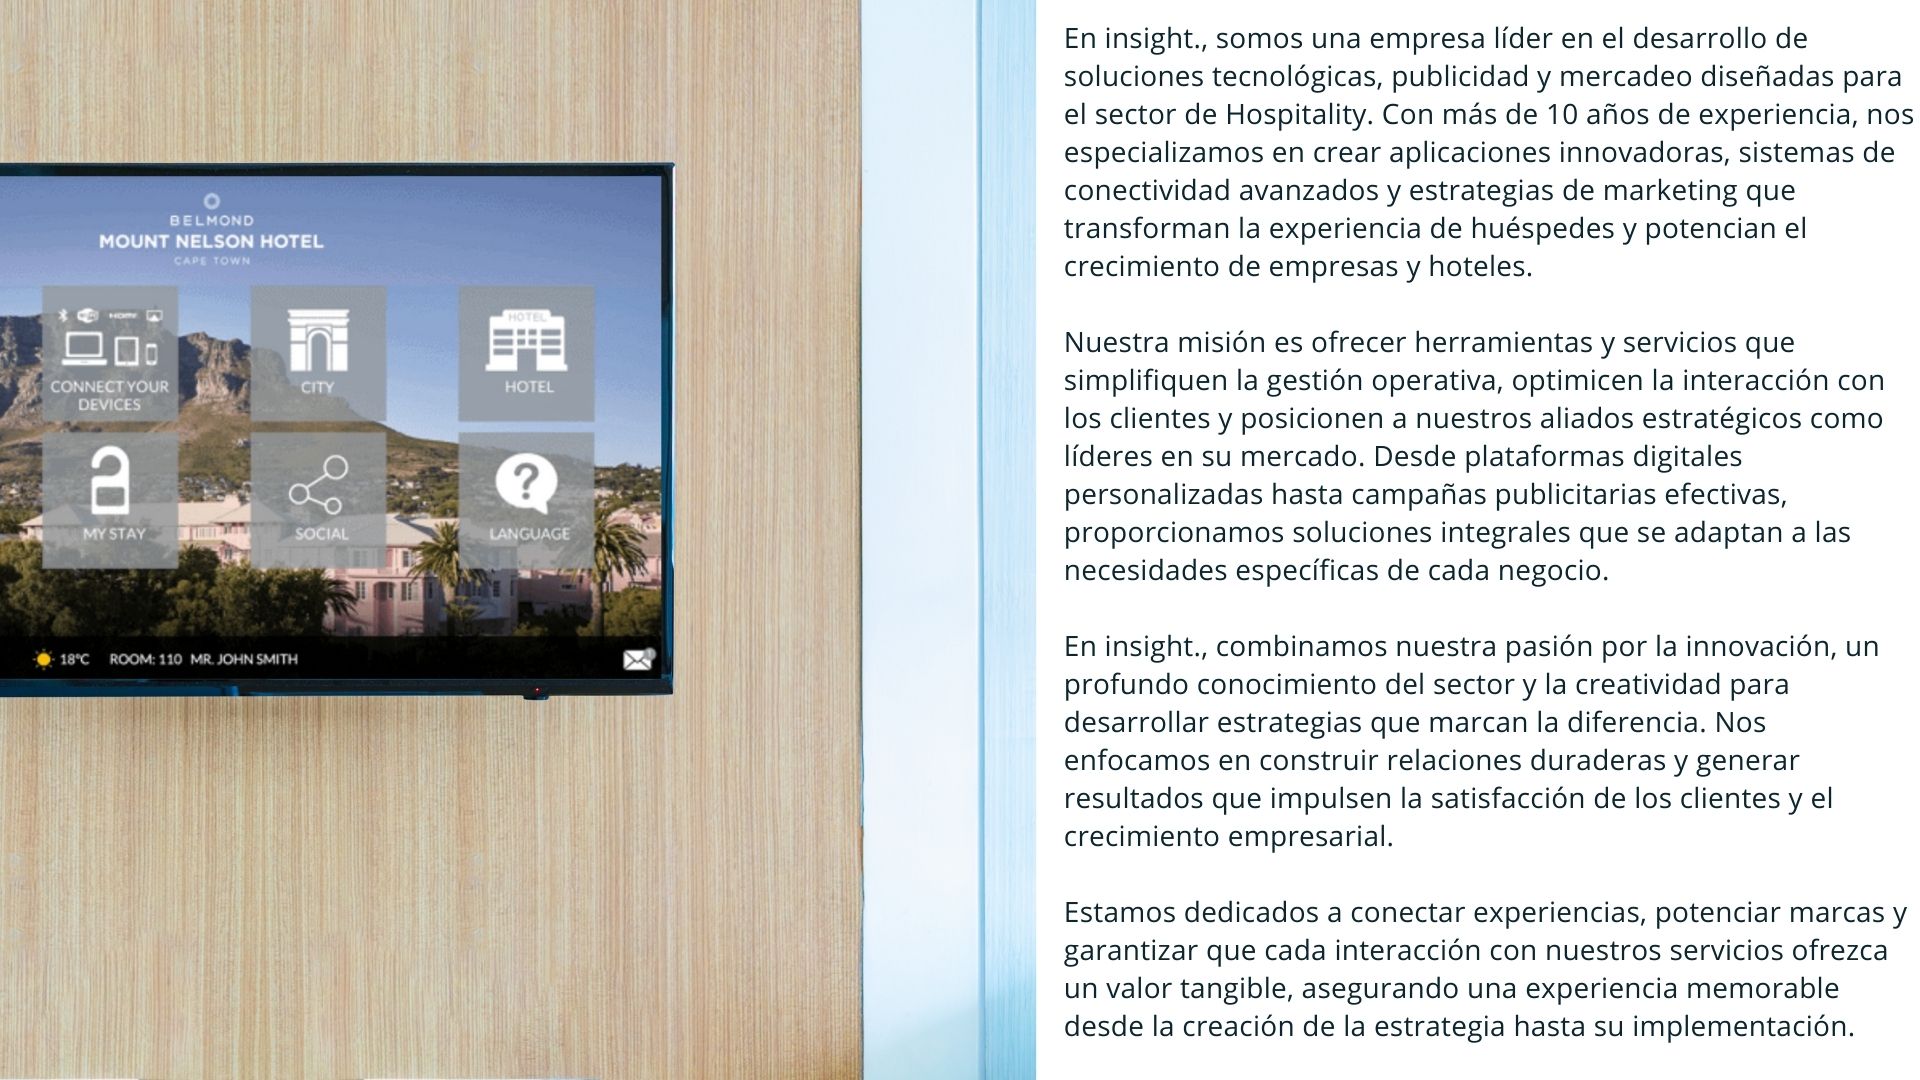 BELMOND
MOUNT NELSON HOTEL
CAPE TOWN
HDMI
CONNECT YOUR
DEVICES
CITY
HOTEL
HOTEL
MY STAY
SOCIAL
LANGUAGE
18°C ROOM: 110 MR. JOHN SMITH
En insight., somos una empresa líder en el desarrollo de
soluciones tecnológicas, publicidad y mercadeo diseñadas para
el sector de Hospitality. Con más de 10 años de experiencia, nos
especializamos en crear aplicaciones innovadoras, sistemas de
conectividad avanzados y estrategias de marketing que
transforman la experiencia de huéspedes y potencian el
crecimiento de empresas y hoteles.
Nuestra misión es ofrecer herramientas y servicios que
simplifiquen la gestión operativa, optimicen la interacción con
los clientes y posicionen a nuestros aliados estratégicos como
líderes en su mercado. Desde plataformas digitales
personalizadas hasta campañas publicitarias efectivas,
proporcionamos soluciones integrales que se adaptan a las
necesidades específicas de cada negocio.
En insight., combinamos nuestra pasión por la innovación, un
profundo conocimiento del sector y la creatividad para
desarrollar estrategias que marcan la diferencia. Nos
enfocamos en construir relaciones duraderas y generar
resultados que impulsen la satisfacción de los clientes y el
crecimiento empresarial.
Estamos dedicados a conectar experiencias, potenciar marcas y
garantizar que cada interacción con nuestros servicios ofrezca
un valor tangible, asegurando una experiencia memorable
desde la creación de la estrategia hasta su implementación.